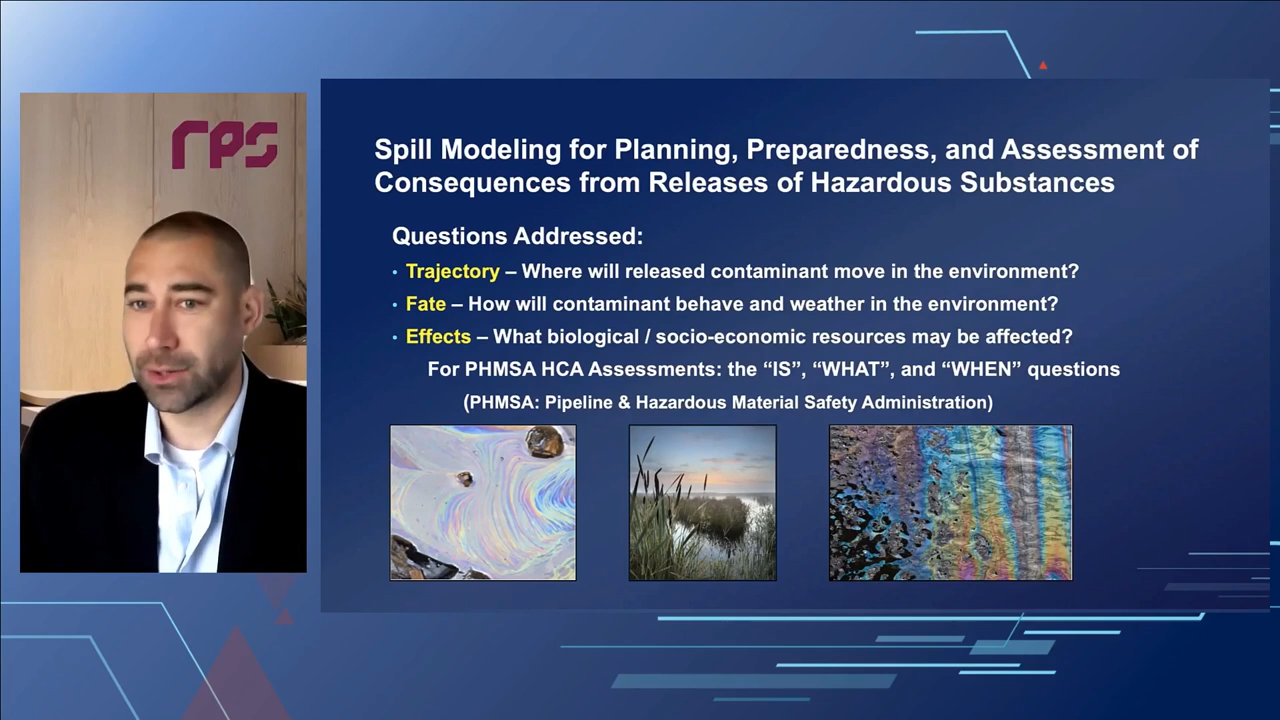 rps
Spill Modeling for Planning, Preparedness, and Assessment of
Consequences from Releases of Hazardous Substances
Questions Addressed:
• Trajectory – Where will released contaminant move in the environment?
• Fate – How will contaminant behave and weather in the environment?
• Effects – What biological / socio-economic resources may be affected?
For PHMSA HCA Assessments: the “IS”, “WHAT”, and “WHEN” questions
(PHMSA: Pipeline & Hazardous Material Safety Administration)